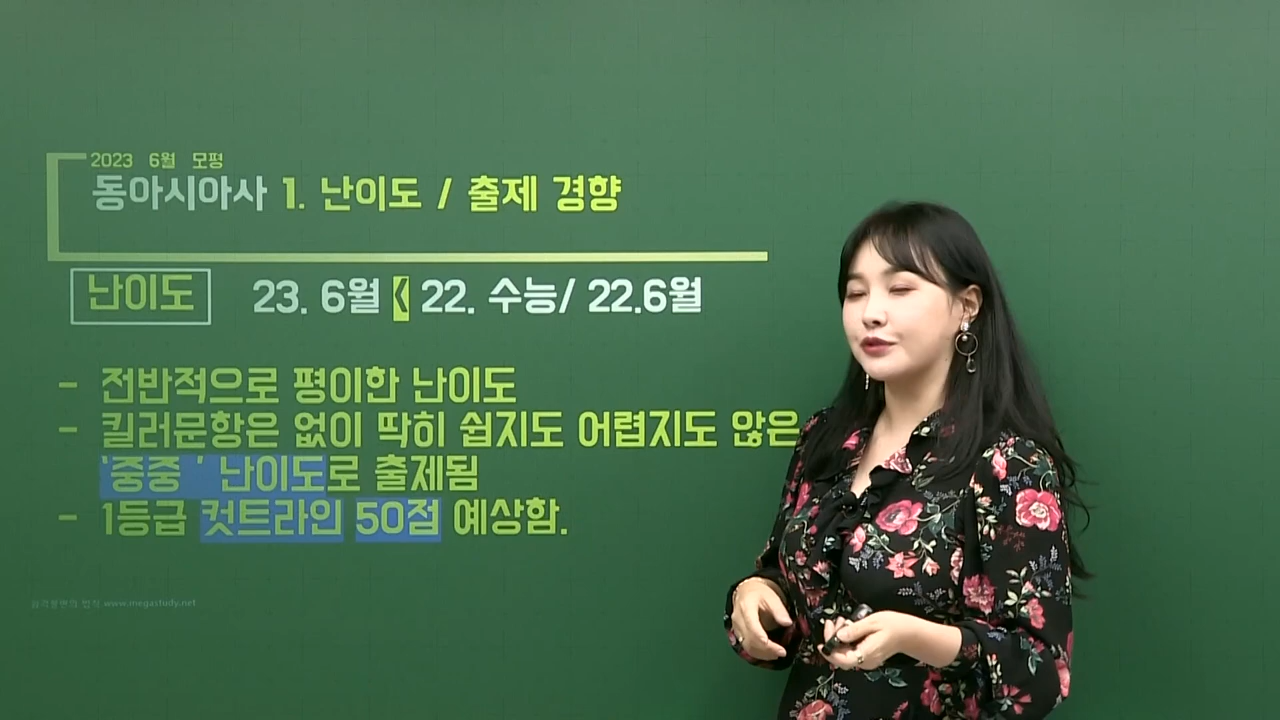 2023 6월 모평
동아시아사 1. 난이도 / 출제 경향
난이도 23. 6월 《 22. 수능/ 22.6월
- 전반적으로 평이한 난이도
- 킬러문항은 없이 딱히 쉽지도 어렵지도 않은
‘중중 ’ 난이도로 출제됨
- 1등급 컷트라인 50점 예상함.
www.megastudy.net